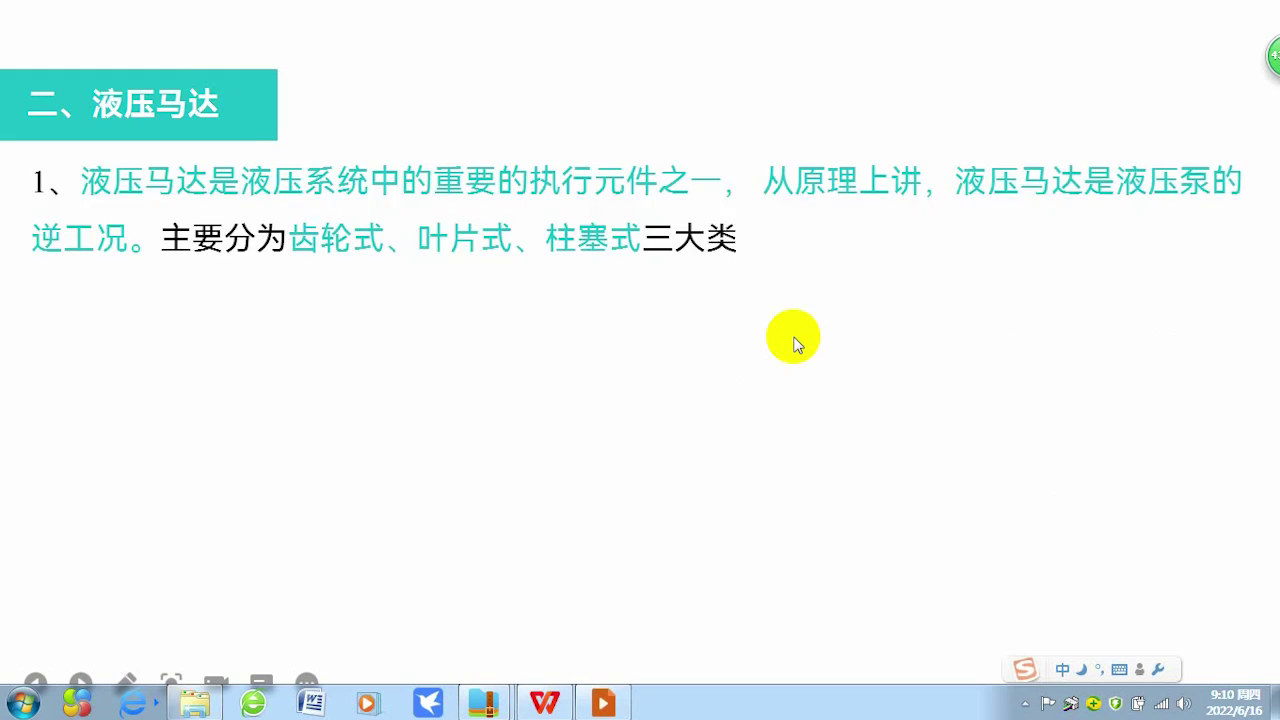 二、液压马达
1、液压马达是液压系统中的重要的执行元件之一， 从原理上讲，液压马达是液压泵的
逆工况。主要分为齿轮式、叶片式、柱塞式三大类
中
9:10 周四
2022/6/16